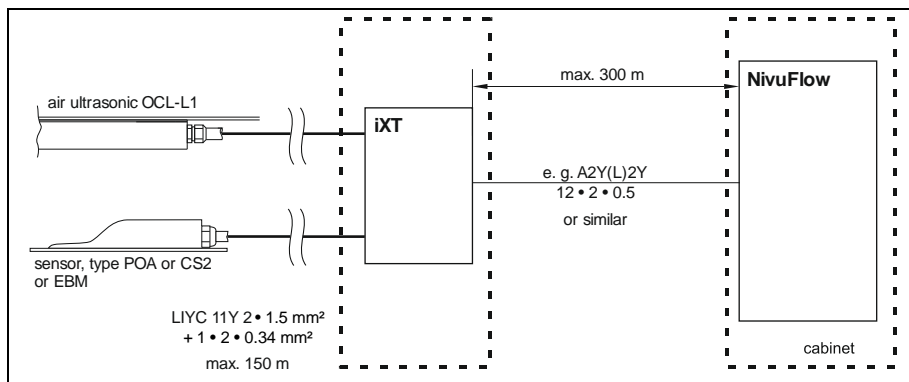 air ultrasonic OCL-L1
iXT
max. 300 m
NivuFlow
e. g. A2Y(L)2Y
12 • 2 • 0.5
or similar
sensor, type POA or CS2
or EBM
LIYC 11Y 2 • 1.5 mm²
+ 1 • 2 • 0.34 mm²
max. 150 m
cabinet